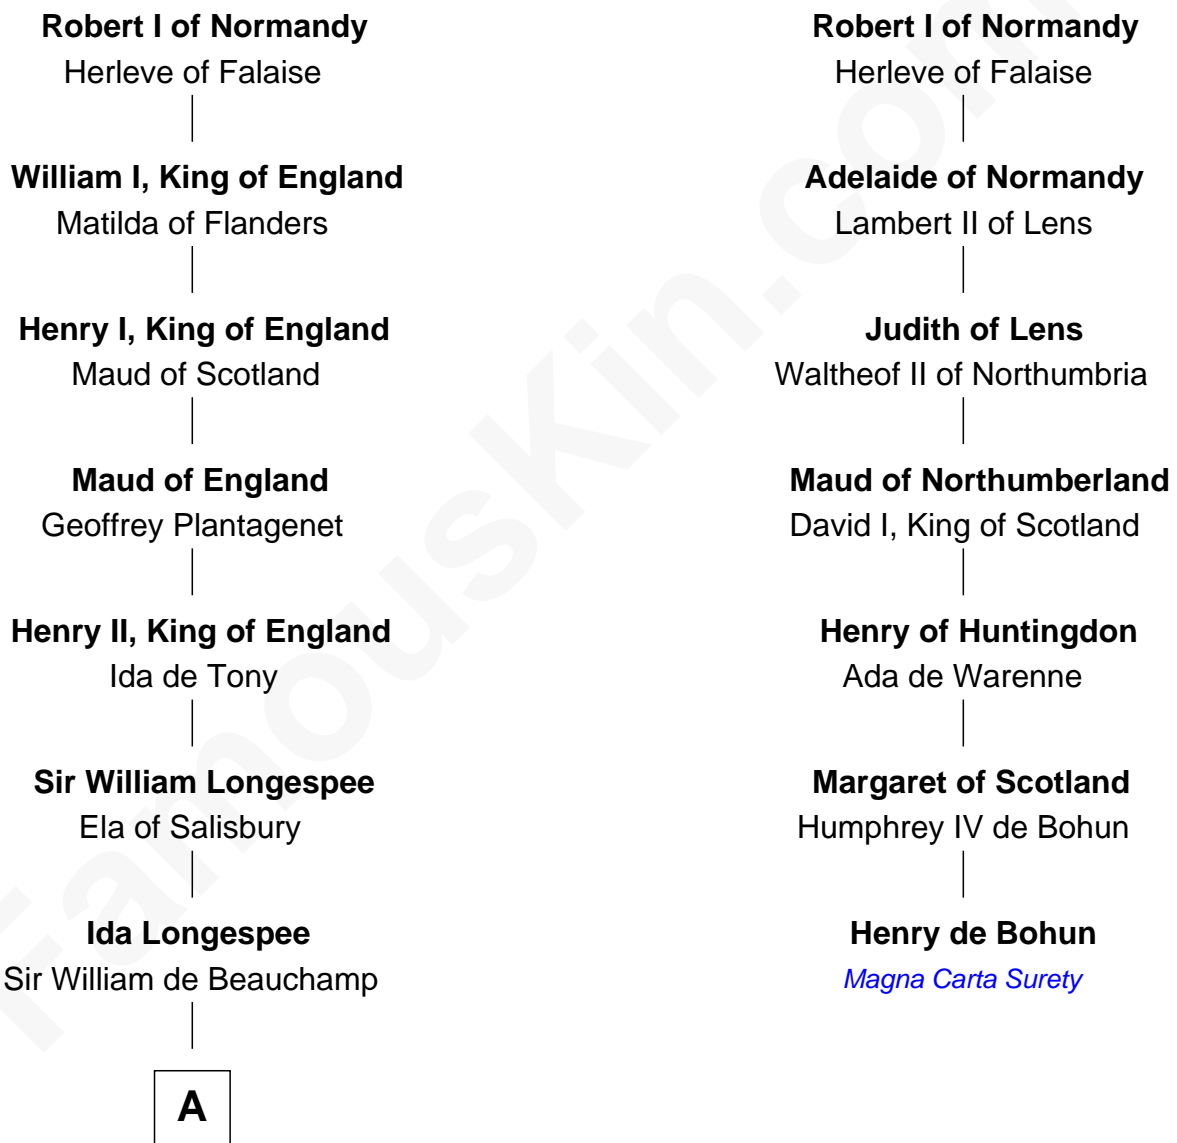 Robert I of Normandy
Herleve of Falaise
William I, King of England
Matilda of Flanders
Henry I, King of England
Maud of Scotland
Maud of England
Geoffrey Plantagenet
Henry II, King of England
Ida de Tony
Sir William Longespee
Ela of Salisbury
Ida Longespee
Sir William de Beauchamp
A
Robert I of Normandy
Herleve of Falaise
Adelaide of Normandy
Lambert II of Lens
Judith of Lens
Waltheof II of Northumbria
Maud of Northumberland
David I, King of Scotland
Henry of Huntingdon
Ada de Warenne
Margaret of Scotland
Humphrey IV de Bohun
Henry de Bohun
Magna Carta Surety
FamousKin.com